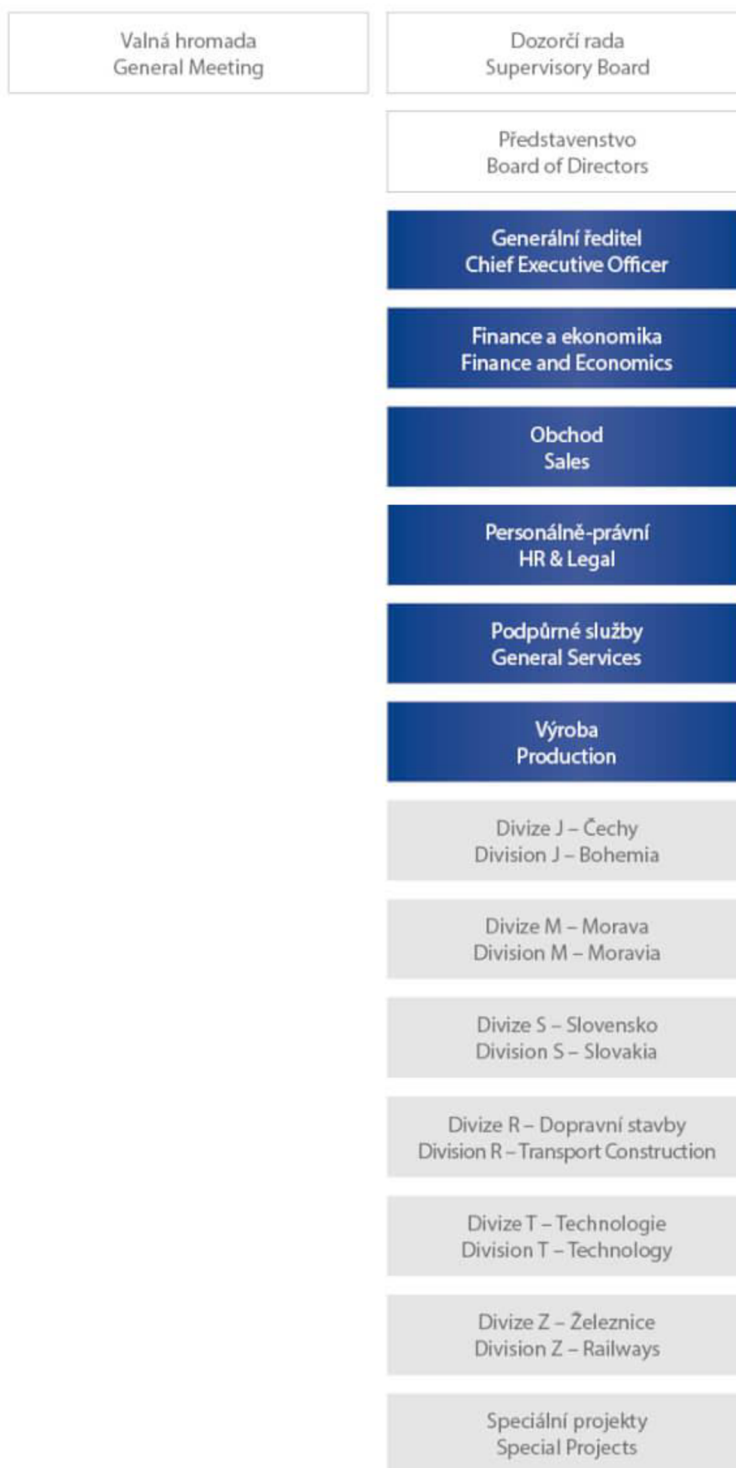 Valná hromada
General Meeting
Dozorčí rada
Supervisory Board
Představenstvo
Board of Directors
Generální ředitel
Chief Executive Officer
Finance a ekonomika
Finance and Economics
Obchod
Sales
Personálně-právní
HR & Legal
Podpůrné služby
General Services
Výroba
Production
Divize J – Čechy
Division J – Bohemia
Divize M – Morava
Division M – Moravia
Divize S – Slovensko
Division S – Slovakia
Divize R – Dopravní stavby
Division R – Transport Construction
Divize T – Technologie
Division T – Technology
Divize Z – Železnice
Division Z – Railways
Speciální projekty
Special Projects